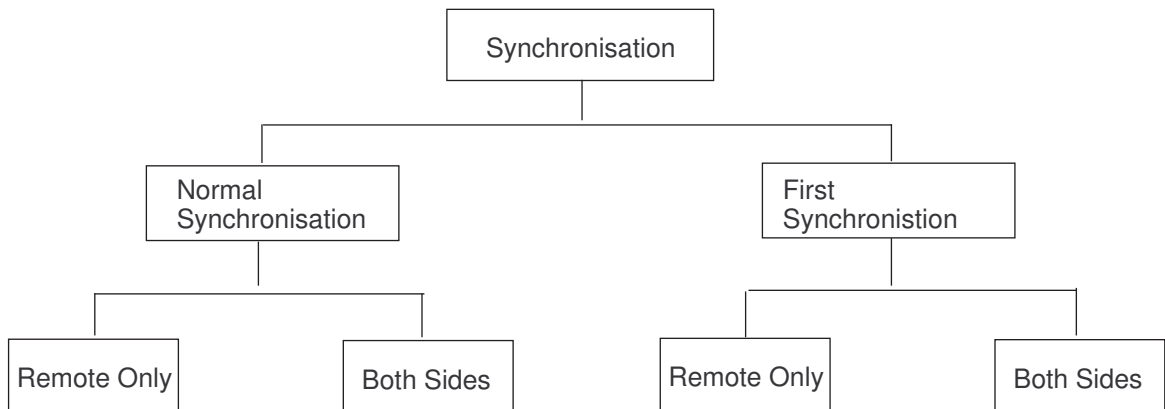 Synchronisation
Normal
Synchronisation
First
Synchronistion
Remote Only
Both Sides
Remote Only
Both Sides